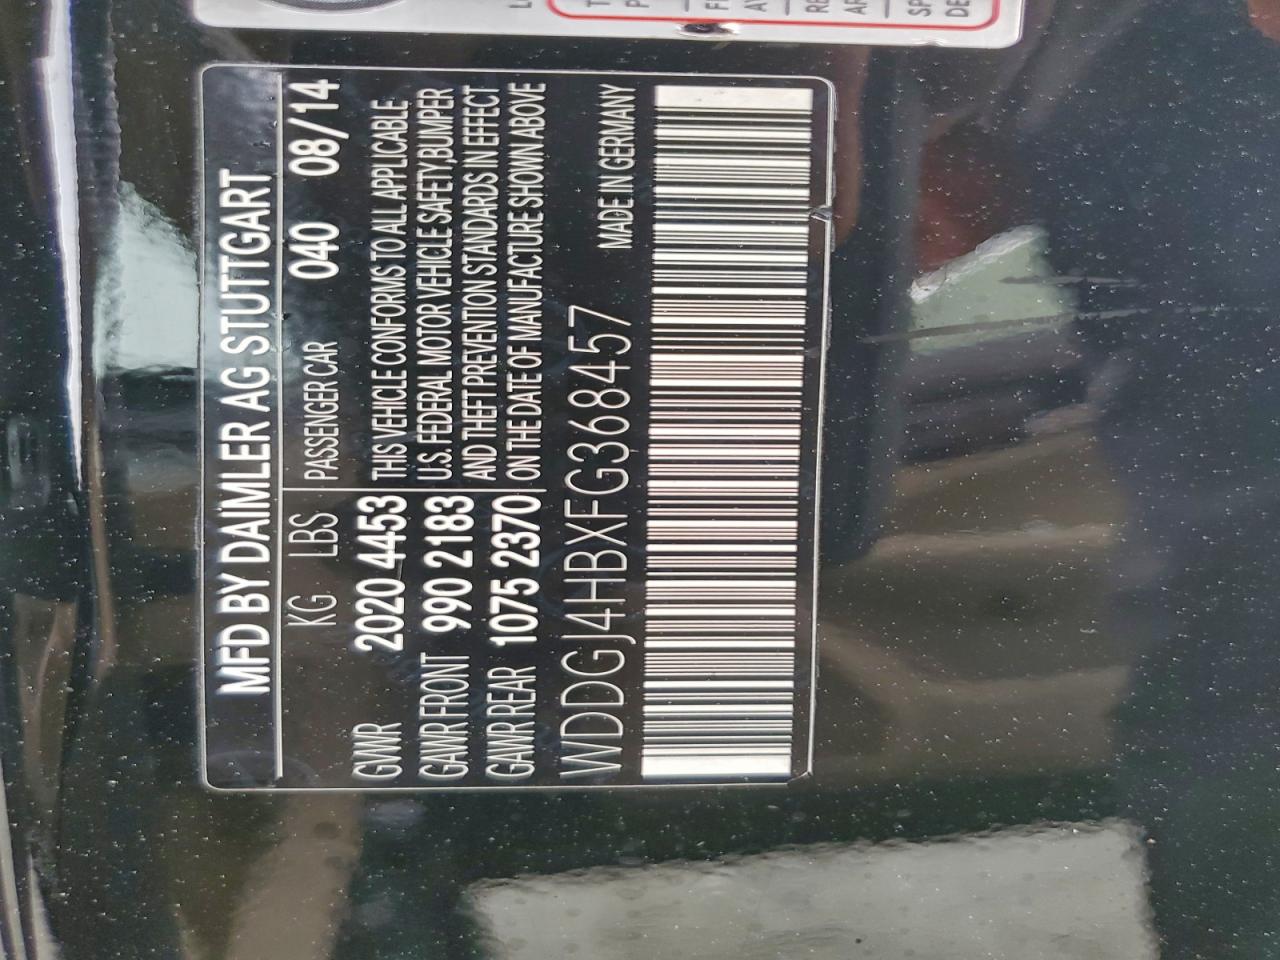 MFD BY DAIMLER AG STUTTGART
KG LBS PASSENGER CAR 040 08/14
GWR 2020 4453 THIS VEHICLE CONFORMS TO ALL APPLICABLE
GAWR FRONT 990 2183 U.S. FEDERAL MOTOR VEHICLE SAFETY,BUMPER
GAWR REAR 1075 2370 AND THEFT PREVENTION STANDARDS IN EFFECT
ON THE DATE OF MANUFACTURE SHOWN ABOVE
WDDGJ4HBXFG368457 MADE IN GERMANY